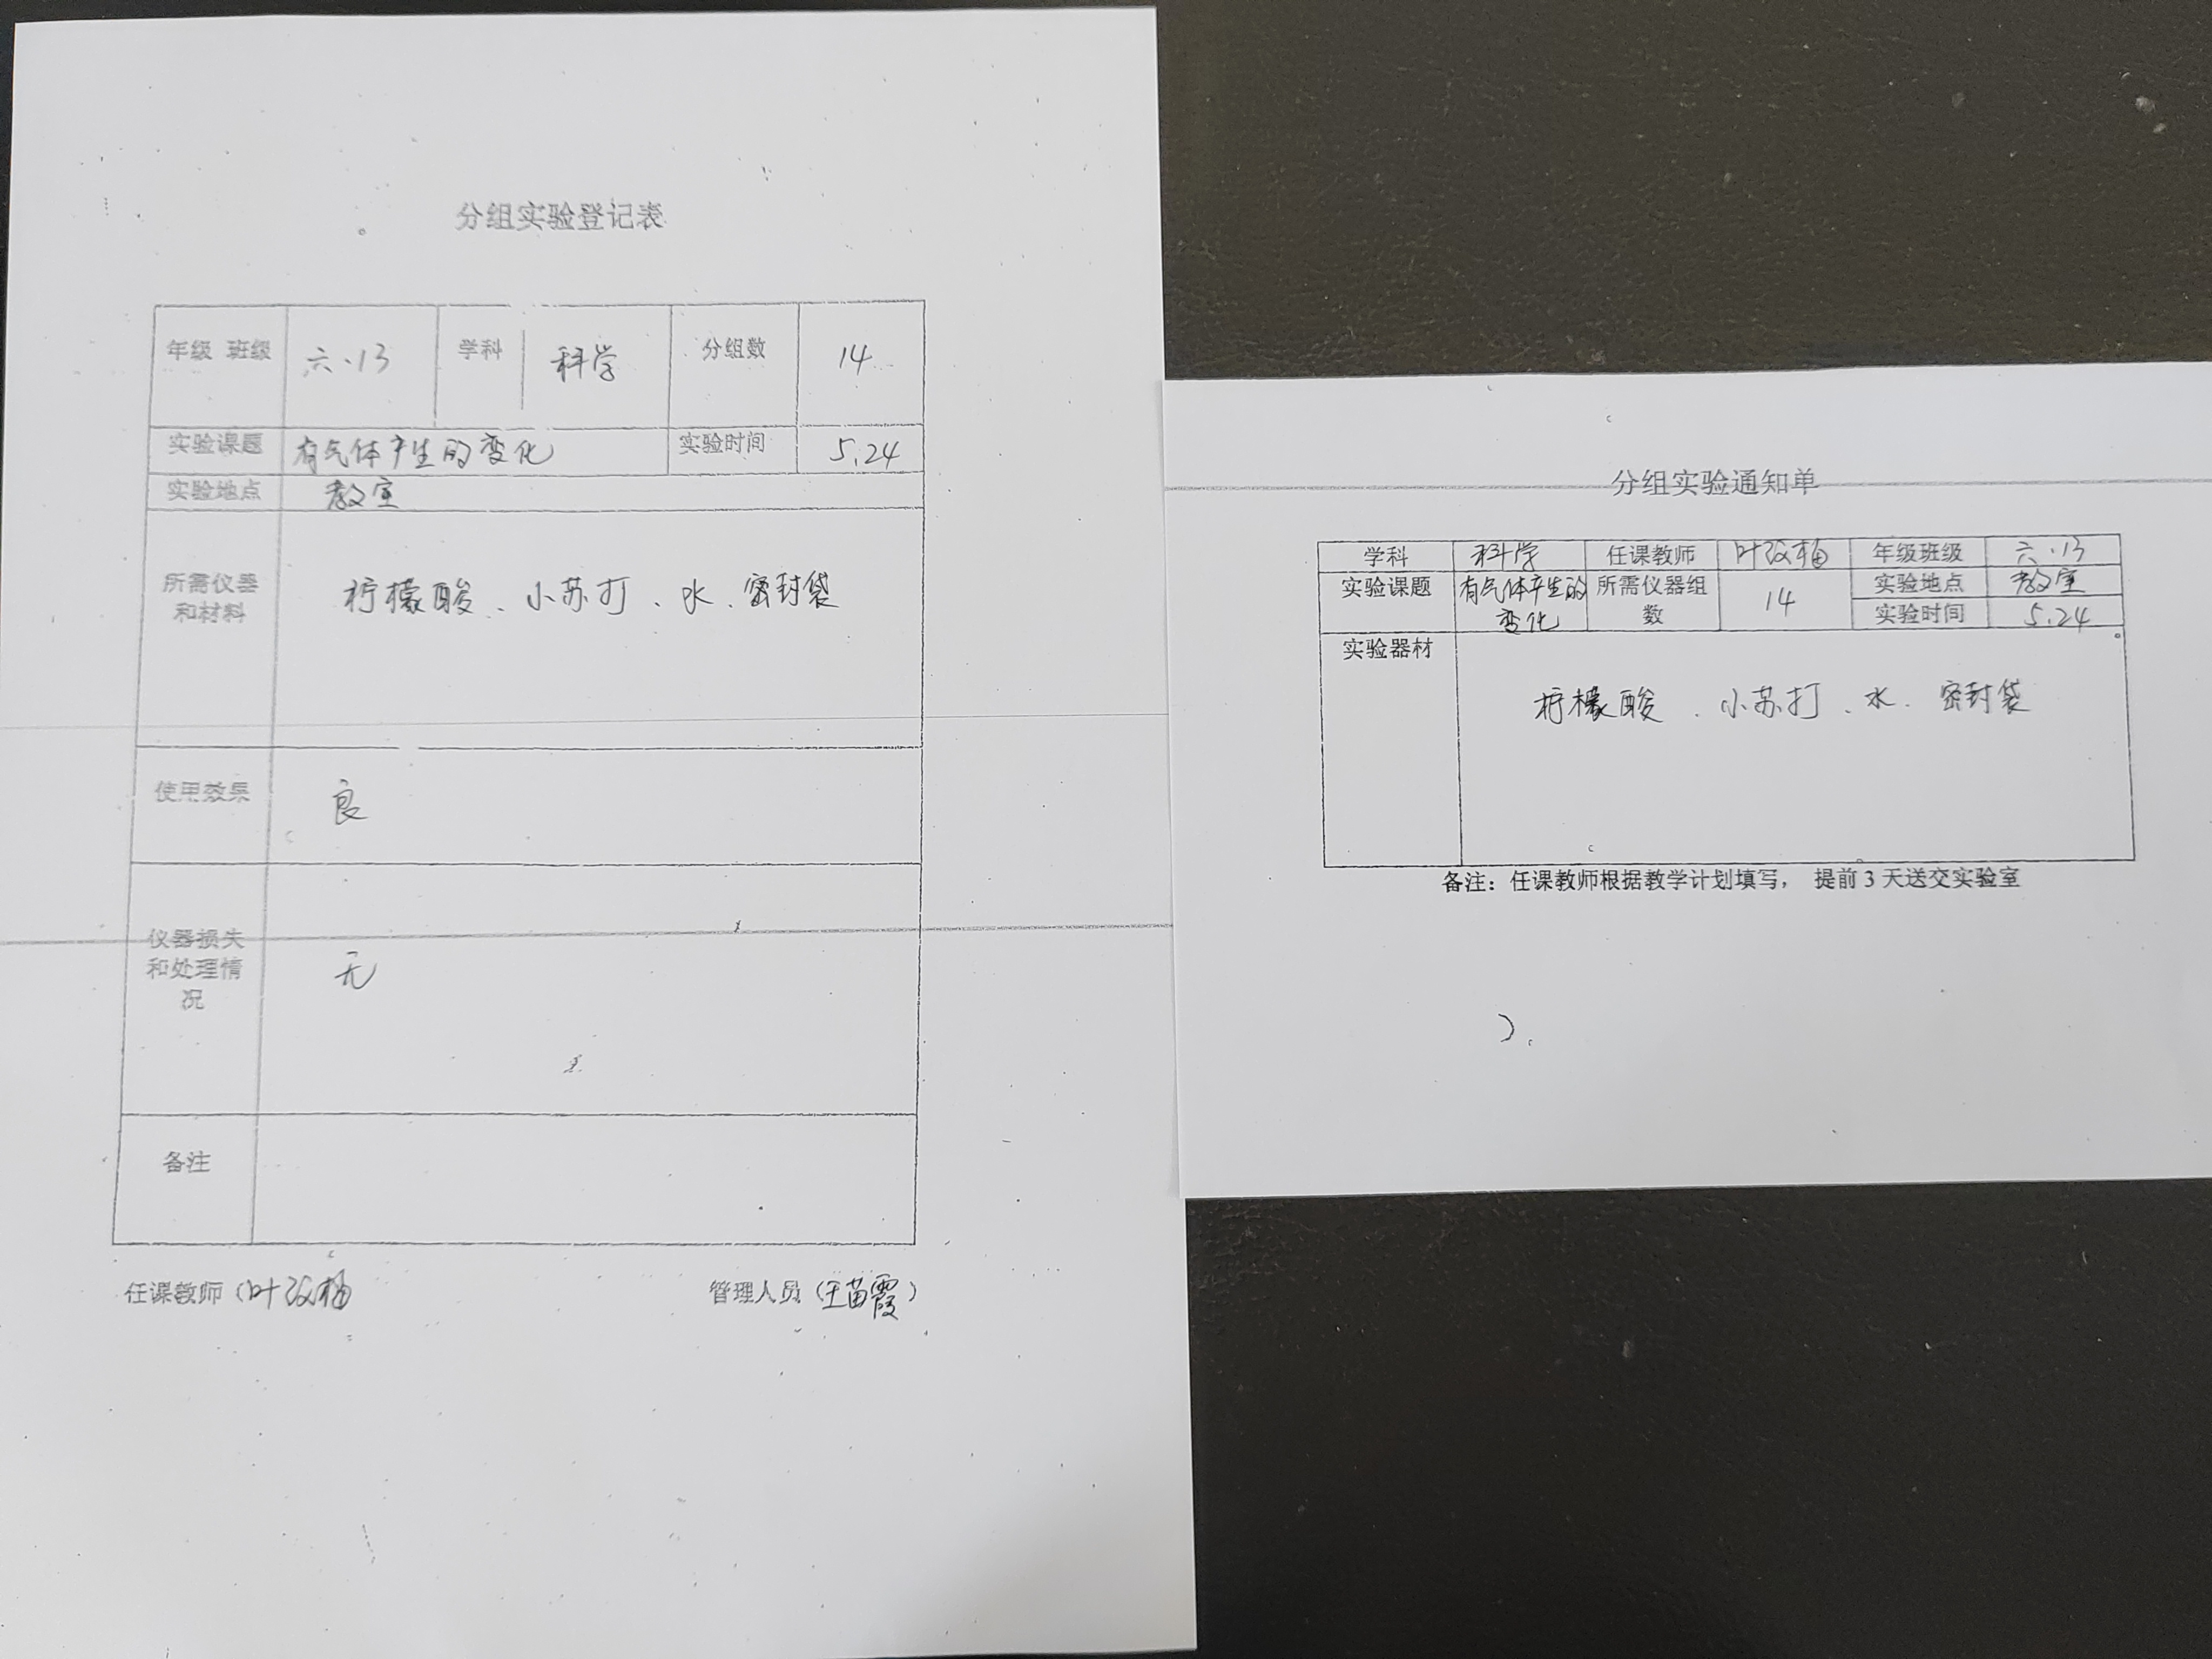 分组实验登记表
年级 班级 六.13 学科 科学 分组数 14
实验课题 有气体产生的变化 实验时间 5.24
实验地点 教室
所需仪器
和材料
柠檬酸、小苏打、水、密封袋
使用效果 良
仪器损失
和处理情
况
无
备注
任课教师（叶改梅
管理人员（王苗霞）
分组实验通知单
学科 科学 任课教师 叶改梅 年级班级 六.13
实验课题 有气体产生的
变化
所需仪器组
数
14
实验地点 教室
实验时间 5.24
实验器材
柠檬酸、小苏打、水、密封袋
备注：任课教师根据教学计划填写， 提前3天送交实验室